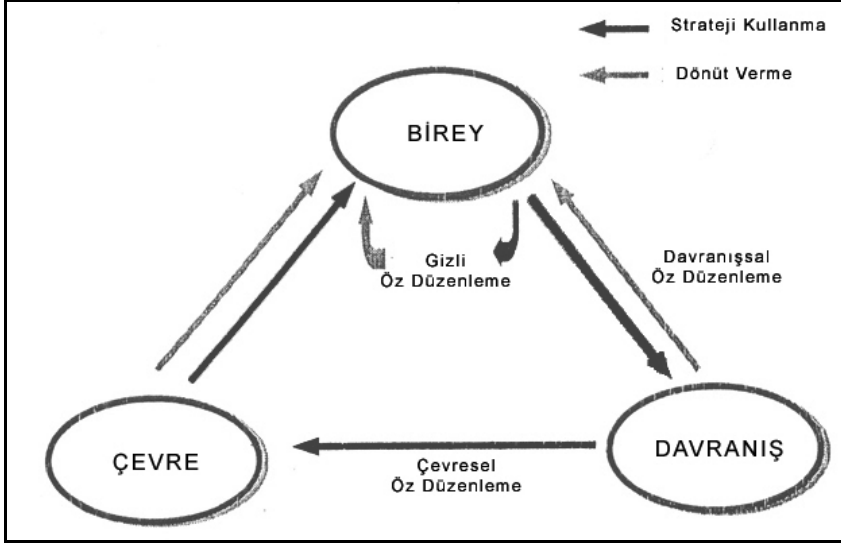 Strateji Kullanma
Dönüt Verme
BİREY
Gizli
Öz Düzenleme
Davranışsal
Öz Düzenleme
ÇEVRE
DAVRANIŞ
Çevresel
Öz Düzenleme